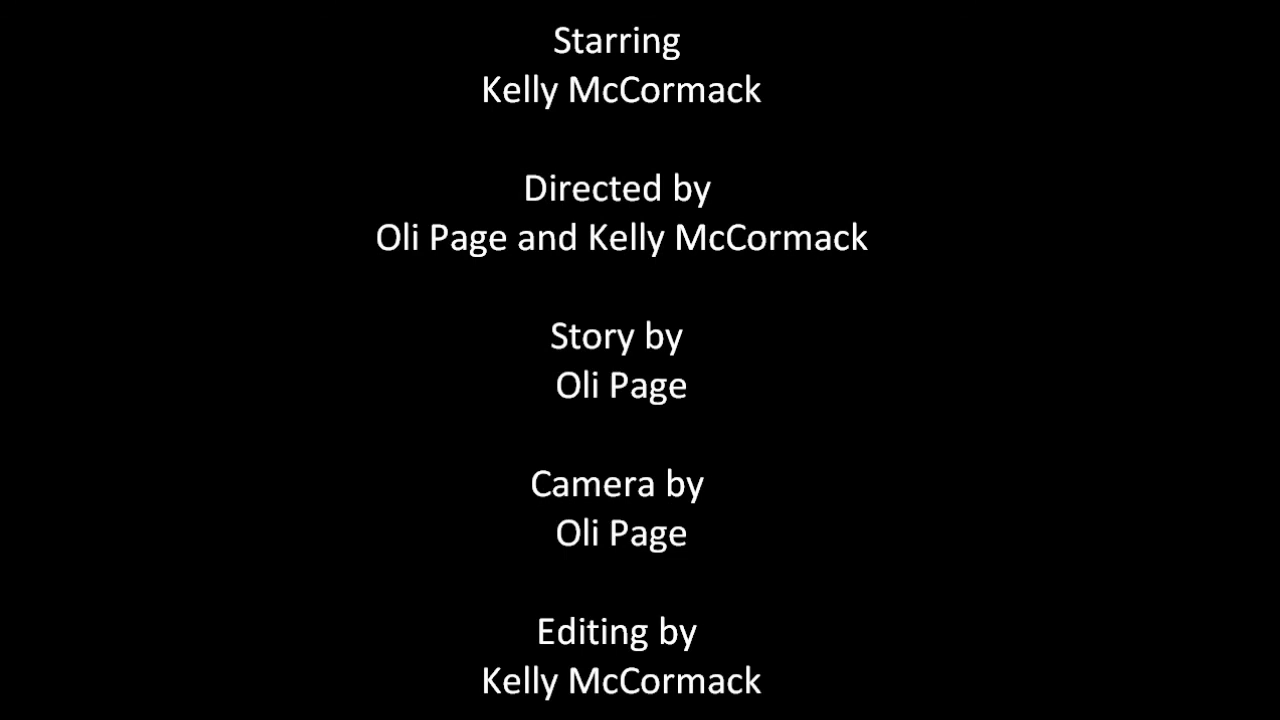 Starring
Kelly McCormack
Directed by
Oli Page and Kelly McCormack
Story by
Oli Page
Camera by
Oli Page
Editing by
Kelly McCormack